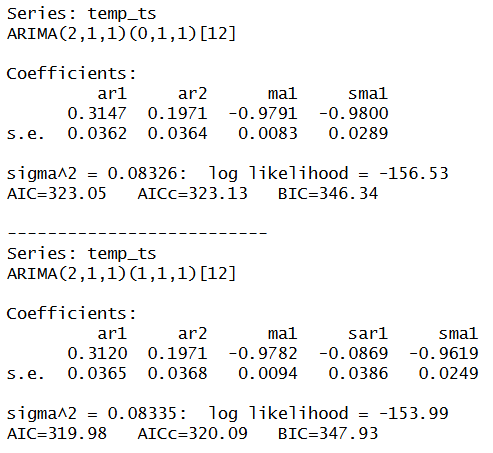 Series: temp_ts
ARIMA(2,1,1)(0,1,1)[12]

Coefficients:
         ar1     ar2      ma1     sma1
      0.3147  0.1971  -0.9791  -0.9800
s.e.  0.0362  0.0364   0.0083   0.0289

sigma^2 = 0.08326:  log likelihood = -156.53
AIC=323.05   AICc=323.13   BIC=346.34

--------------------------
Series: temp_ts
ARIMA(2,1,1)(1,1,1)[12]

Coefficients:
         ar1     ar2      ma1     sar1     sma1
      0.3120  0.1971  -0.9782  -0.0869  -0.9619
s.e.  0.0365  0.0368   0.0094   0.0386   0.0249

sigma^2 = 0.08335:  log likelihood = -153.99
AIC=319.98   AICc=320.09   BIC=347.93